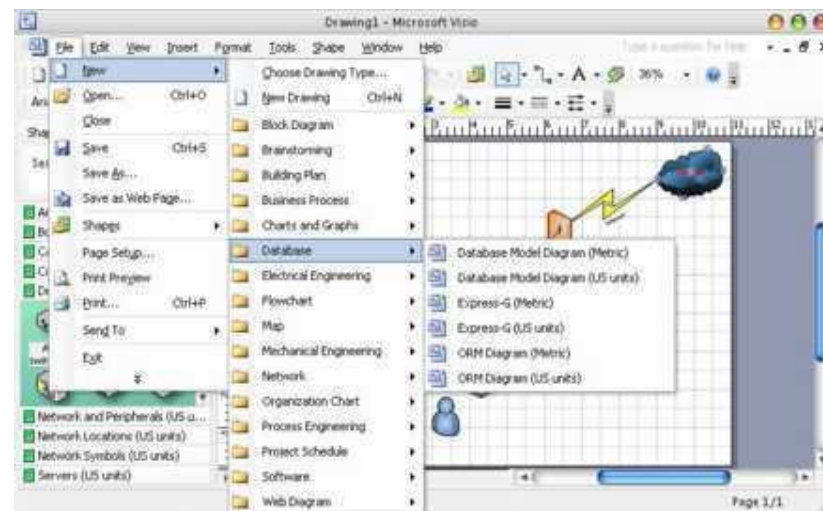 Drawing1 - Microsoft Visio
File Edit View Insert Format Tools Shape Window Help
Type a question for help
36%
New
Open... Ctrl+O
Close
Save Ctrl+S
Save As...
Save as Web Page...
Shapes
Page Setup...
Print Preview
Print... Ctrl+P
Send To
Exit
Choose Drawing Type...
New Drawing Ctrl+N
Block Diagram
Brainstorming
Building Plan
Business Process
Charts and Graphs
Database
Electrical Engineering
Flowchart
Map
Mechanical Engineering
Network
Organization Chart
Process Engineering
Project Schedule
Software
Web Diagram
Database Model Diagram (Metric)
Database Model Diagram (US units)
Express-G (Metric)
Express-G (US units)
ORM Diagram (Metric)
ORM Diagram (US units)
Network and Peripherals (US u...
Network Locations (US units)
Network Symbols (US units)
Servers (US units)
Page 1/1